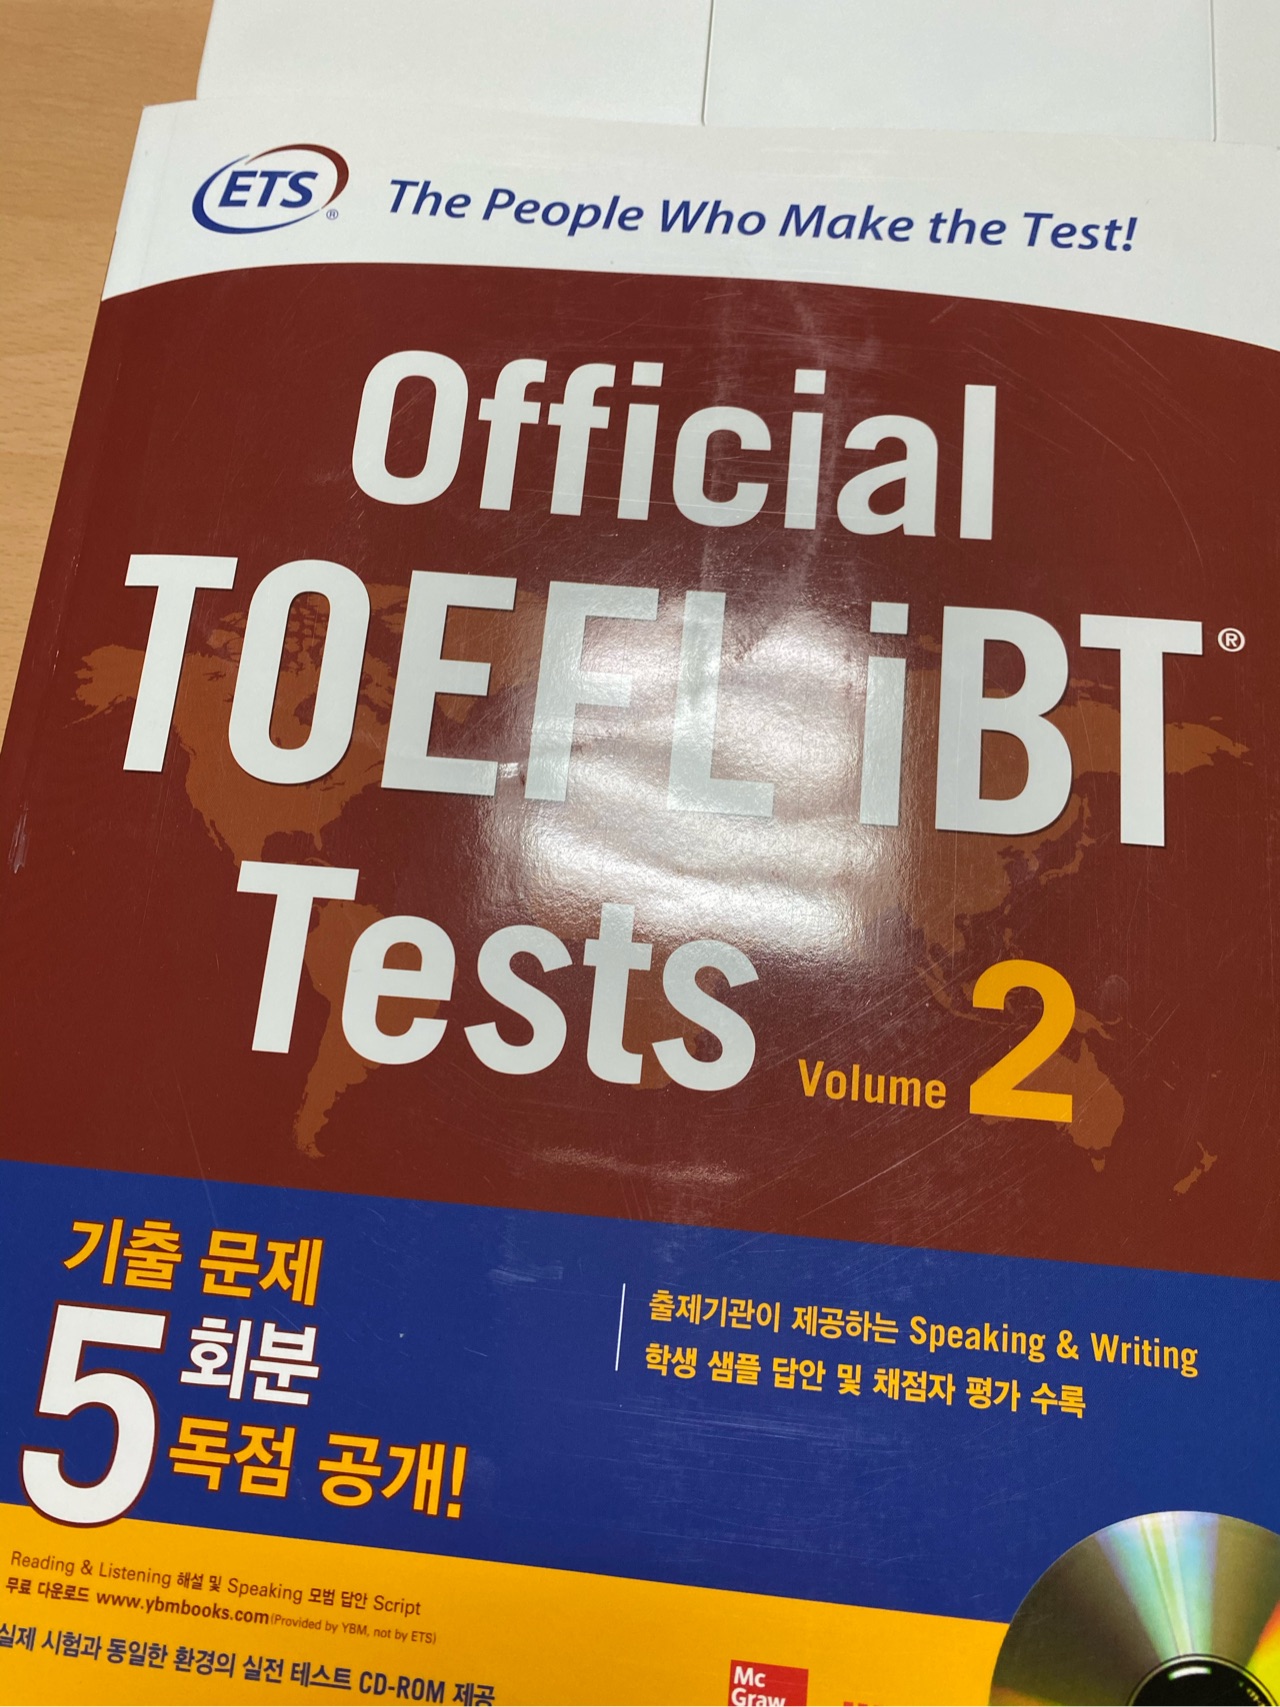 ETS®
The People Who Make the Test!
Official
TOEFL iBT®
Tests
Volume 2
기출 문제
5회분
독점 공개!
출제기관이 제공하는 Speaking & Writing
학생 샘플 답안 및 채점자 평가 수록
Reading & Listening 해설 및 Speaking 모범 답안 Script
무료 다운로드 www.ybmbooks.com (Provided by YBM, not by ETS)
실제 시험과 동일한 환경의 실전 테스트 CD-ROM 제공
Mc
Graw